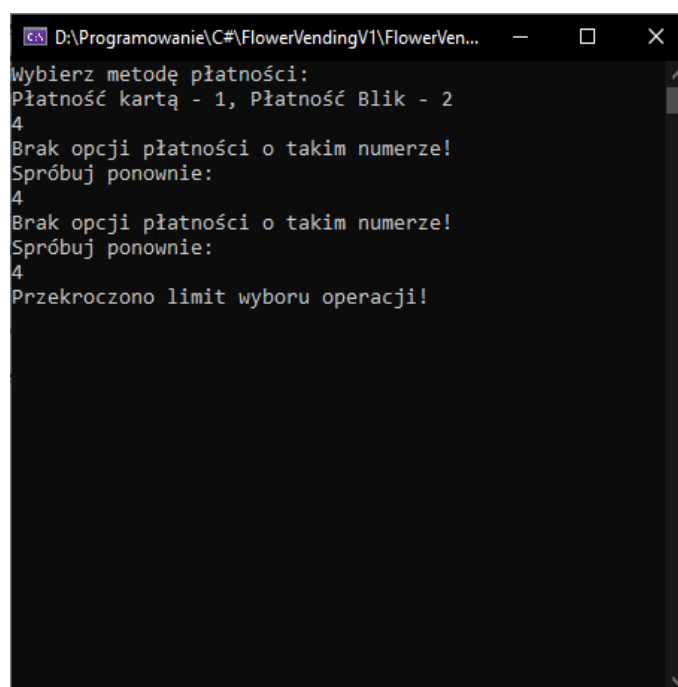 D:\Programowanie\C#\FlowerVendingV1\FlowerVen...
Wybierz metodę płatności:
Płatność kartą - 1, Płatność Blik - 2
4
Brak opcji płatności o takim numerze!
Spróbuj ponownie:
4
Brak opcji płatności o takim numerze!
Spróbuj ponownie:
4
Przekroczono limit wyboru operacji!